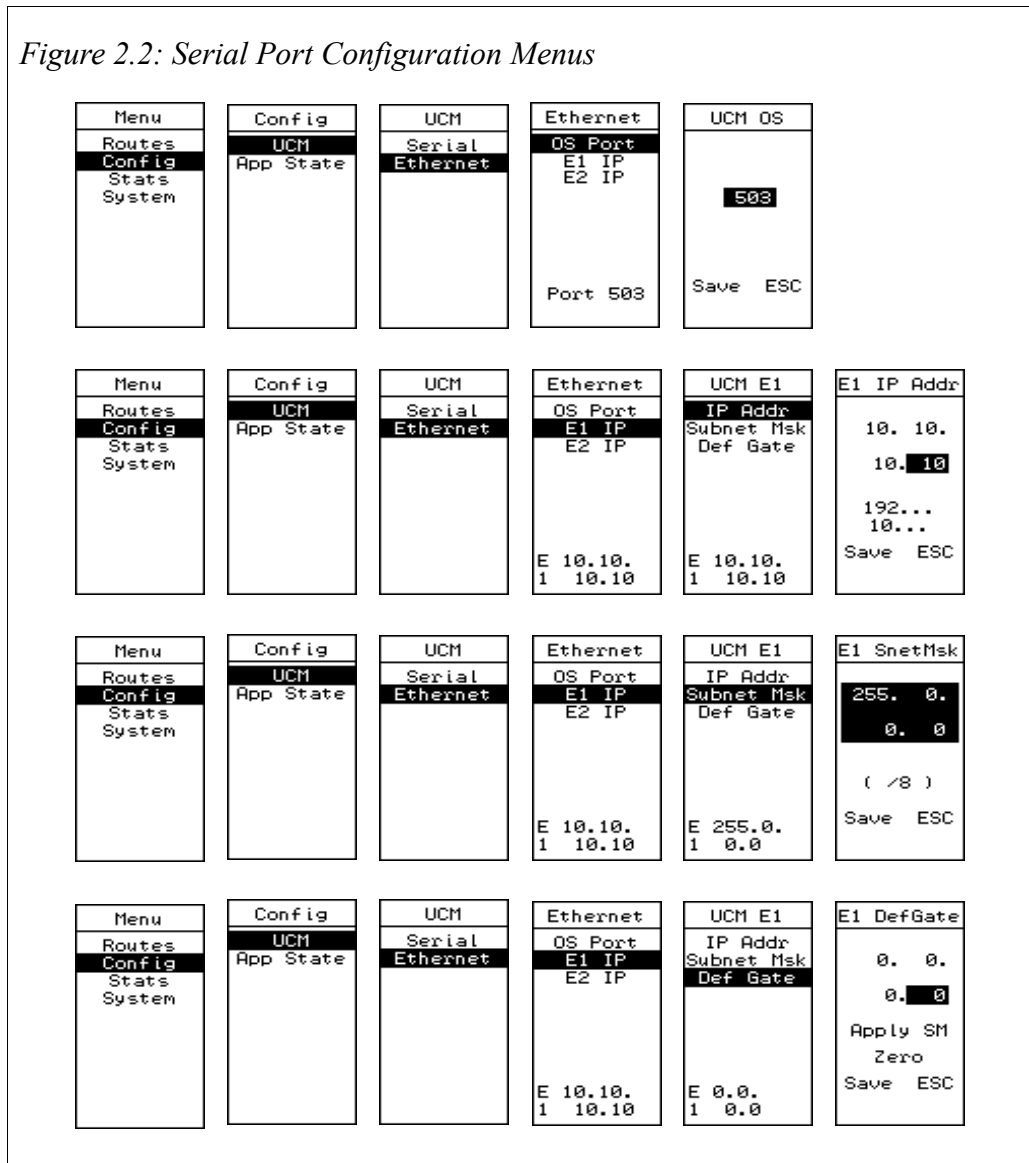 Figure 2.2: Serial Port Configuration Menus
Menu
Routes
Config
Stats
System
Config
UCM
App State
UCM
Serial
Ethernet
Ethernet
OS Port
E1 IP
E2 IP
Port 503
UCM OS
503
Save ESC
Menu
Routes
Config
Stats
System
Config
UCM
App State
UCM
Serial
Ethernet
Ethernet
OS Port
E1 IP
E2 IP
E 10.10.
1 10.10
UCM E1
IP Addr
Subnet Msk
Def Gate
E 10.10.
1 10.10
E1 IP Addr
10. 10.
10. 10
192...
10...
Save ESC
Menu
Routes
Config
Stats
System
Config
UCM
App State
UCM
Serial
Ethernet
Ethernet
OS Port
E1 IP
E2 IP
E 10.10.
1 10.10
UCM E1
IP Addr
Subnet Msk
Def Gate
E 255.0.
1 0.0
E1 SnetMsk
255. 0.
0. 0
( /8 )
Save ESC
Menu
Routes
Config
Stats
System
Config
UCM
App State
UCM
Serial
Ethernet
Ethernet
OS Port
E1 IP
E2 IP
E 10.10.
1 10.10
UCM E1
IP Addr
Subnet Msk
Def Gate
E 0.0.
1 0.0
E1 DefGate
0. 0.
0. 0
Apply SM
Zero
Save ESC